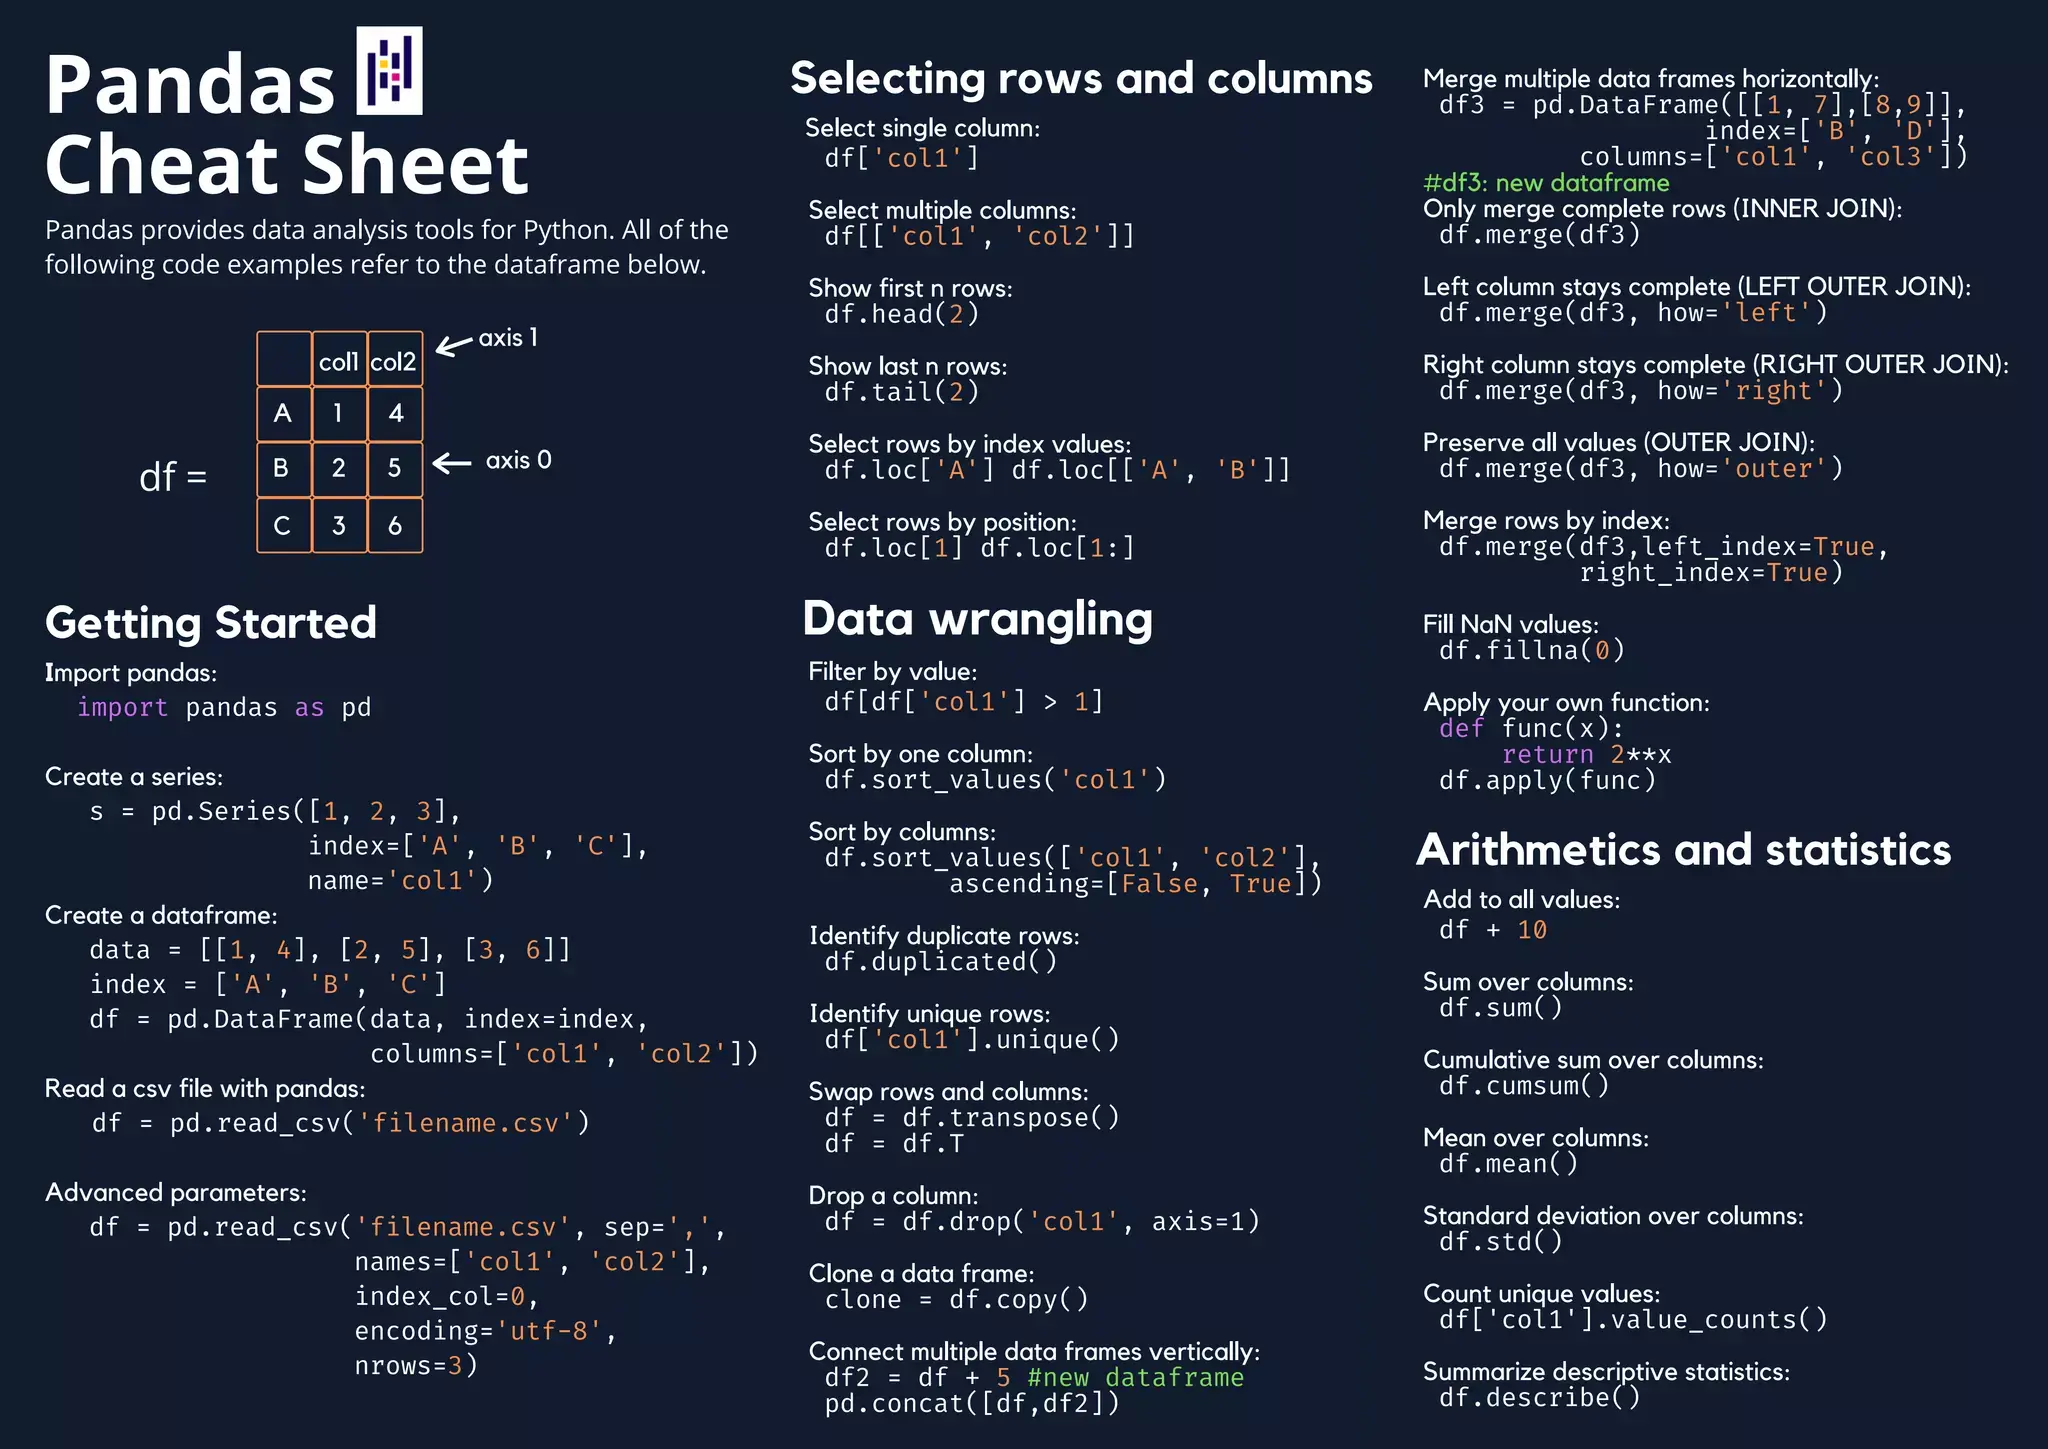 Pandas
Cheat Sheet
Pandas provides data analysis tools for Python. All of the
following code examples refer to the dataframe below.
axis 1
col1 col2
A 1 4
df =
B 2 5
axis 0
C 3 6
Getting Started
Import pandas:
import pandas as pd
Create a series:
s = pd.Series([1, 2, 3],
index=['A', 'B', 'C'],
name='col1')
Create a dataframe:
data = [[1, 4], [2, 5], [3, 6]]
index = ['A', 'B', 'C']
df = pd.DataFrame(data, index=index,
columns=['col1', 'col2'])
Read a csv file with pandas:
df = pd.read_csv('filename.csv')
Advanced parameters:
df = pd.read_csv('filename.csv', sep=',',
names=['col1', 'col2'],
index_col=0,
encoding='utf-8',
nrows=3)
Selecting rows and columns
Select single column:
df['col1']
Select multiple columns:
df[['col1', 'col2']]
Show first n rows:
df.head(2)
Show last n rows:
df.tail(2)
Select rows by index values:
df.loc['A'] df.loc[['A', 'B']]
Select rows by position:
df.loc[1] df.loc[1:]
Data wrangling
Filter by value:
df[df['col1'] > 1]
Sort by one column:
df.sort_values('col1')
Sort by columns:
df.sort_values(['col1', 'col2'],
ascending=[False, True])
Identify duplicate rows:
df.duplicated()
Identify unique rows:
df['col1'].unique()
Swap rows and columns:
df = df.transpose()
df = df.T
Drop a column:
df = df.drop('col1', axis=1)
Clone a data frame:
clone = df.copy()
Connect multiple data frames vertically:
df2 = df + 5 #new dataframe
pd.concat([df,df2])
Merge multiple data frames horizontally:
df3 = pd.DataFrame([[1, 7],[8,9]],
index=['B', 'D'],
columns=['col1', 'col3'])
#df3: new dataframe
Only merge complete rows (INNER JOIN):
df.merge(df3)
Left column stays complete (LEFT OUTER JOIN):
df.merge(df3, how='left')
Right column stays complete (RIGHT OUTER JOIN):
df.merge(df3, how='right')
Preserve all values (OUTER JOIN):
df.merge(df3, how='outer')
Merge rows by index:
df.merge(df3,left_index=True,
right_index=True)
Fill NaN values:
df.fillna(0)
Apply your own function:
def func(x):
return 2**x
df.apply(func)
Arithmetics and statistics
Add to all values:
df + 10
Sum over columns:
df.sum()
Cumulative sum over columns:
df.cumsum()
Mean over columns:
df.mean()
Standard deviation over columns:
df.std()
Count unique values:
df['col1'].value_counts()
Summarize descriptive statistics:
df.describe()